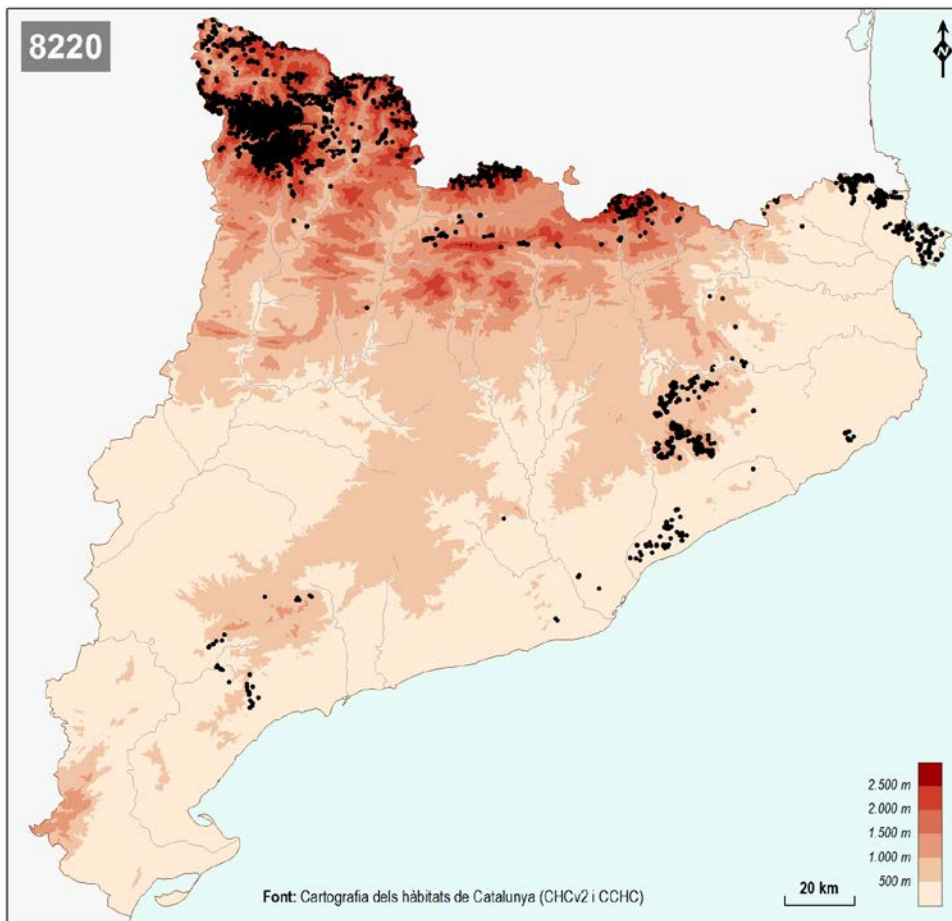 8220
N
2.500 m
2.000 m
1.500 m
1.000 m
500 m
Font: Cartografia dels hàbitats de Catalunya (CHCv2 i CCHC)
20 km